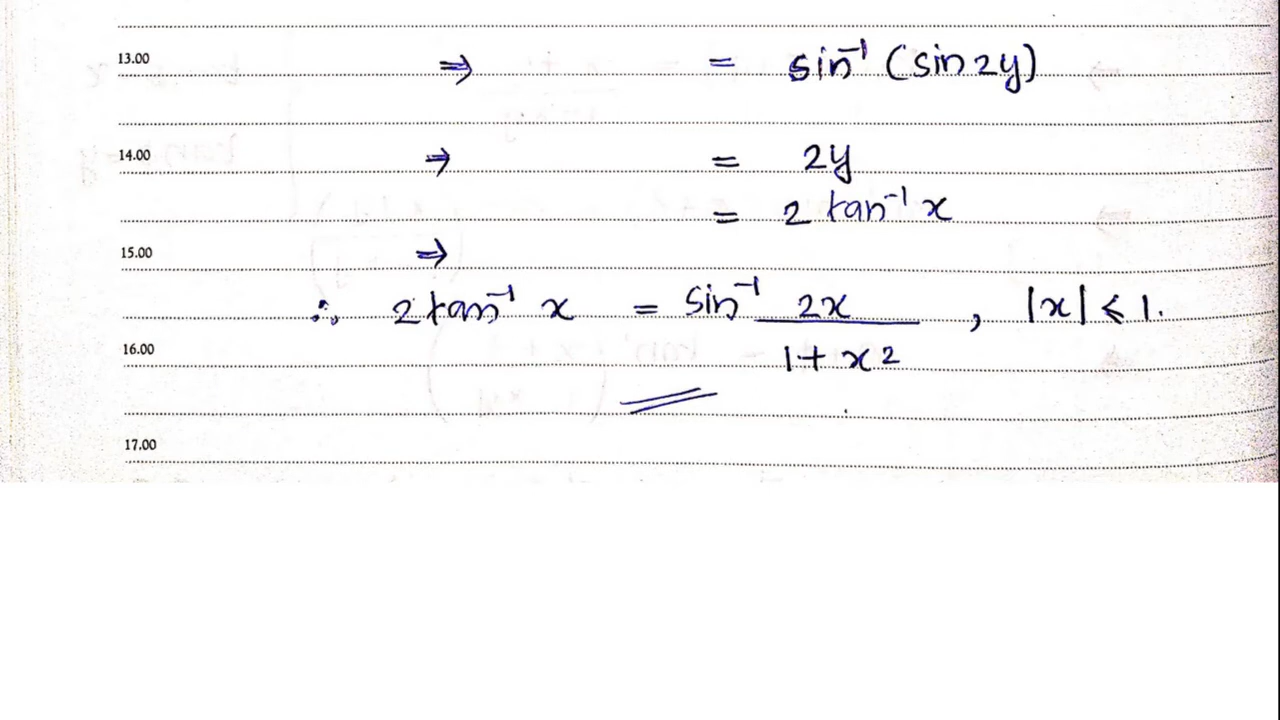 13.00 ⇒ = sin⁻¹ (sin 2y)
14.00 ⇒ = 2y
= 2 tan⁻¹ x
15.00 ⇒
∴ 2 tan⁻¹ x = sin⁻¹ 2x / 1 + x², |x| ≤ 1.
16.00
17.00